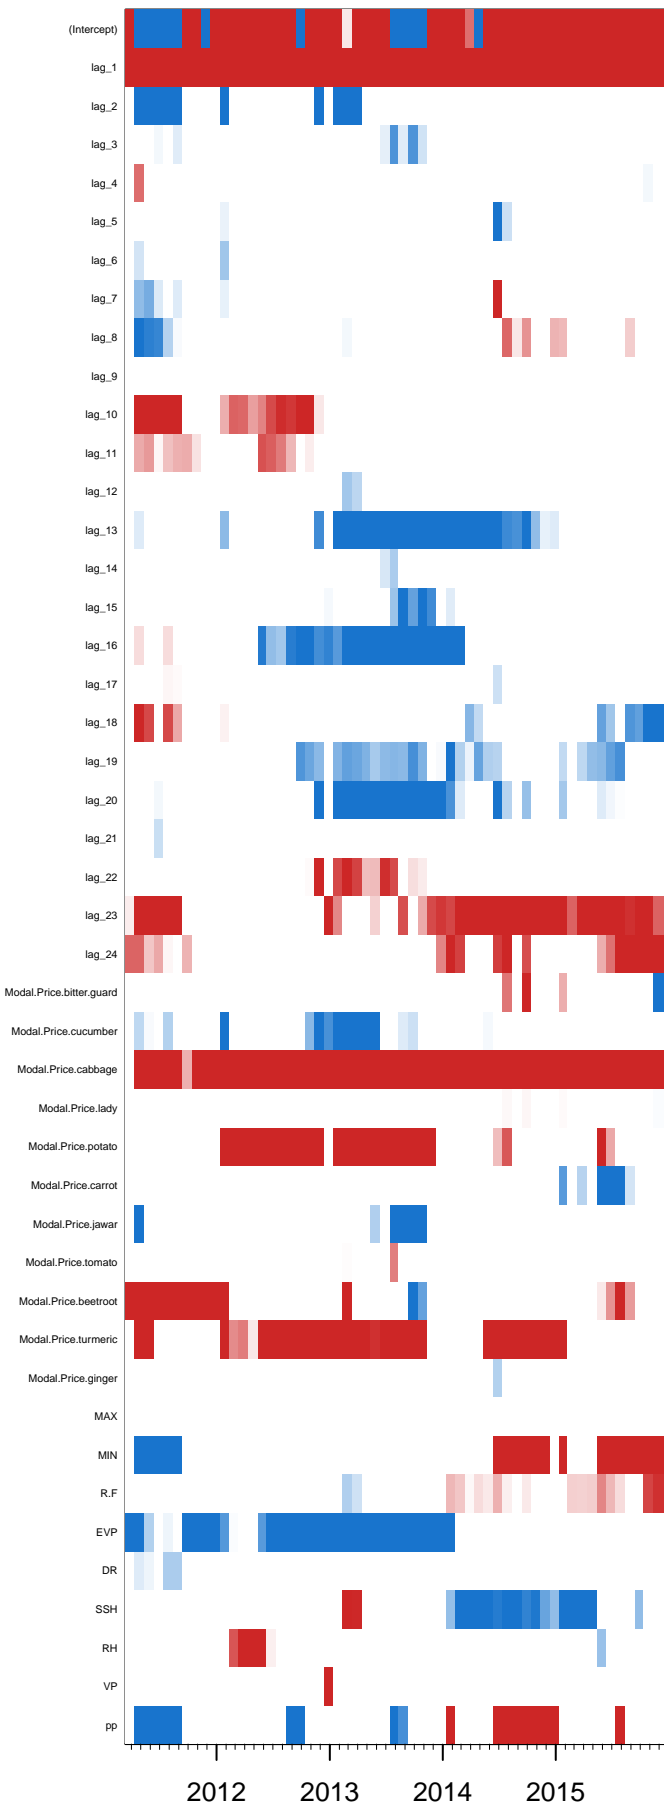 (Intercept)
lag_1
lag_2
lag_3
lag_4
lag_5
lag_6
lag_7
lag_8
lag_9
lag_10
lag_11
lag_12
lag_13
lag_14
lag_15
lag_16
lag_17
lag_18
lag_19
lag_20
lag_21
lag_22
lag_23
lag_24
Modal.Price.bitter.guard
Modal.Price.cucumber
Modal.Price.cabbage
Modal.Price.lady
Modal.Price.potato
Modal.Price.carrot
Modal.Price.jawar
Modal.Price.tomato
Modal.Price.beetroot
Modal.Price.turmeric
Modal.Price.ginger
MAX
MIN
R.F
EVP
DR
SSH
RH
VP
pp
2012 2013 2014 2015